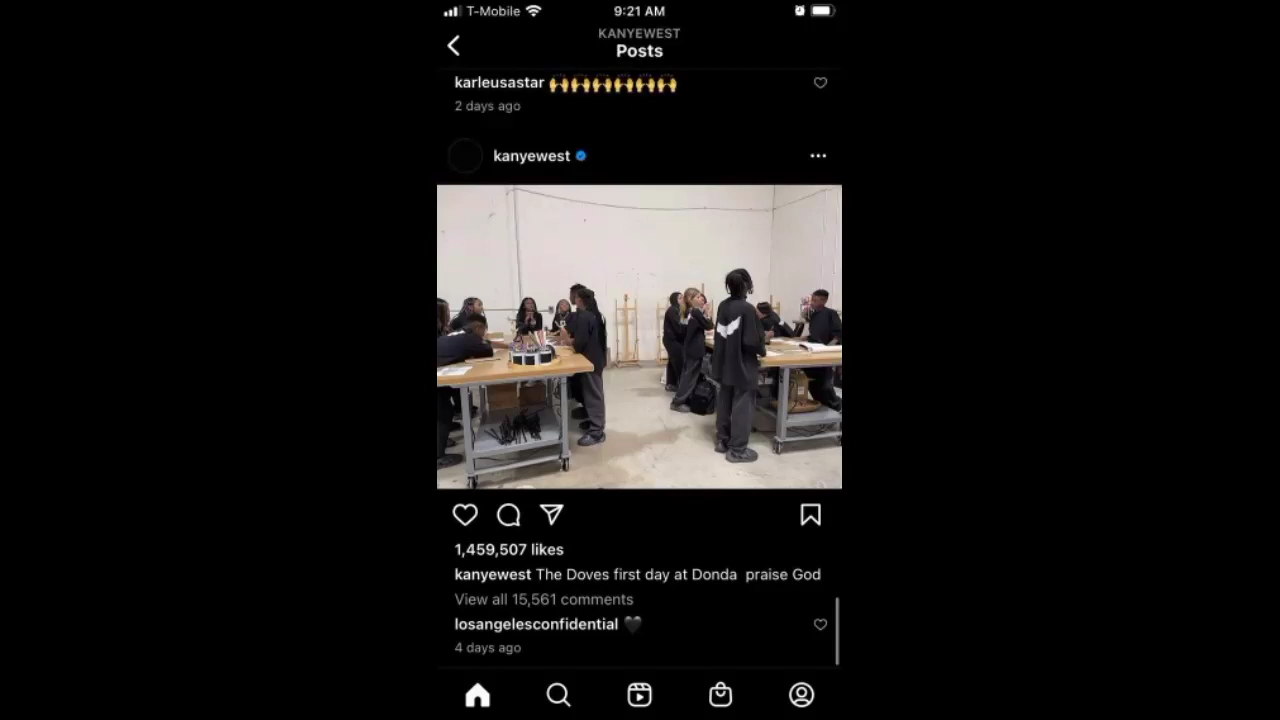 T-Mobile 9:21 AM
KANYEWEST
Posts
karleusastar 🙌🙌🙌🙌🙌🙌
2 days ago
kanyewest
1,459,507 likes
kanyewest The Doves first day at Donda praise God
View all 15,561 comments
losangelesconfidential 🖤
4 days ago